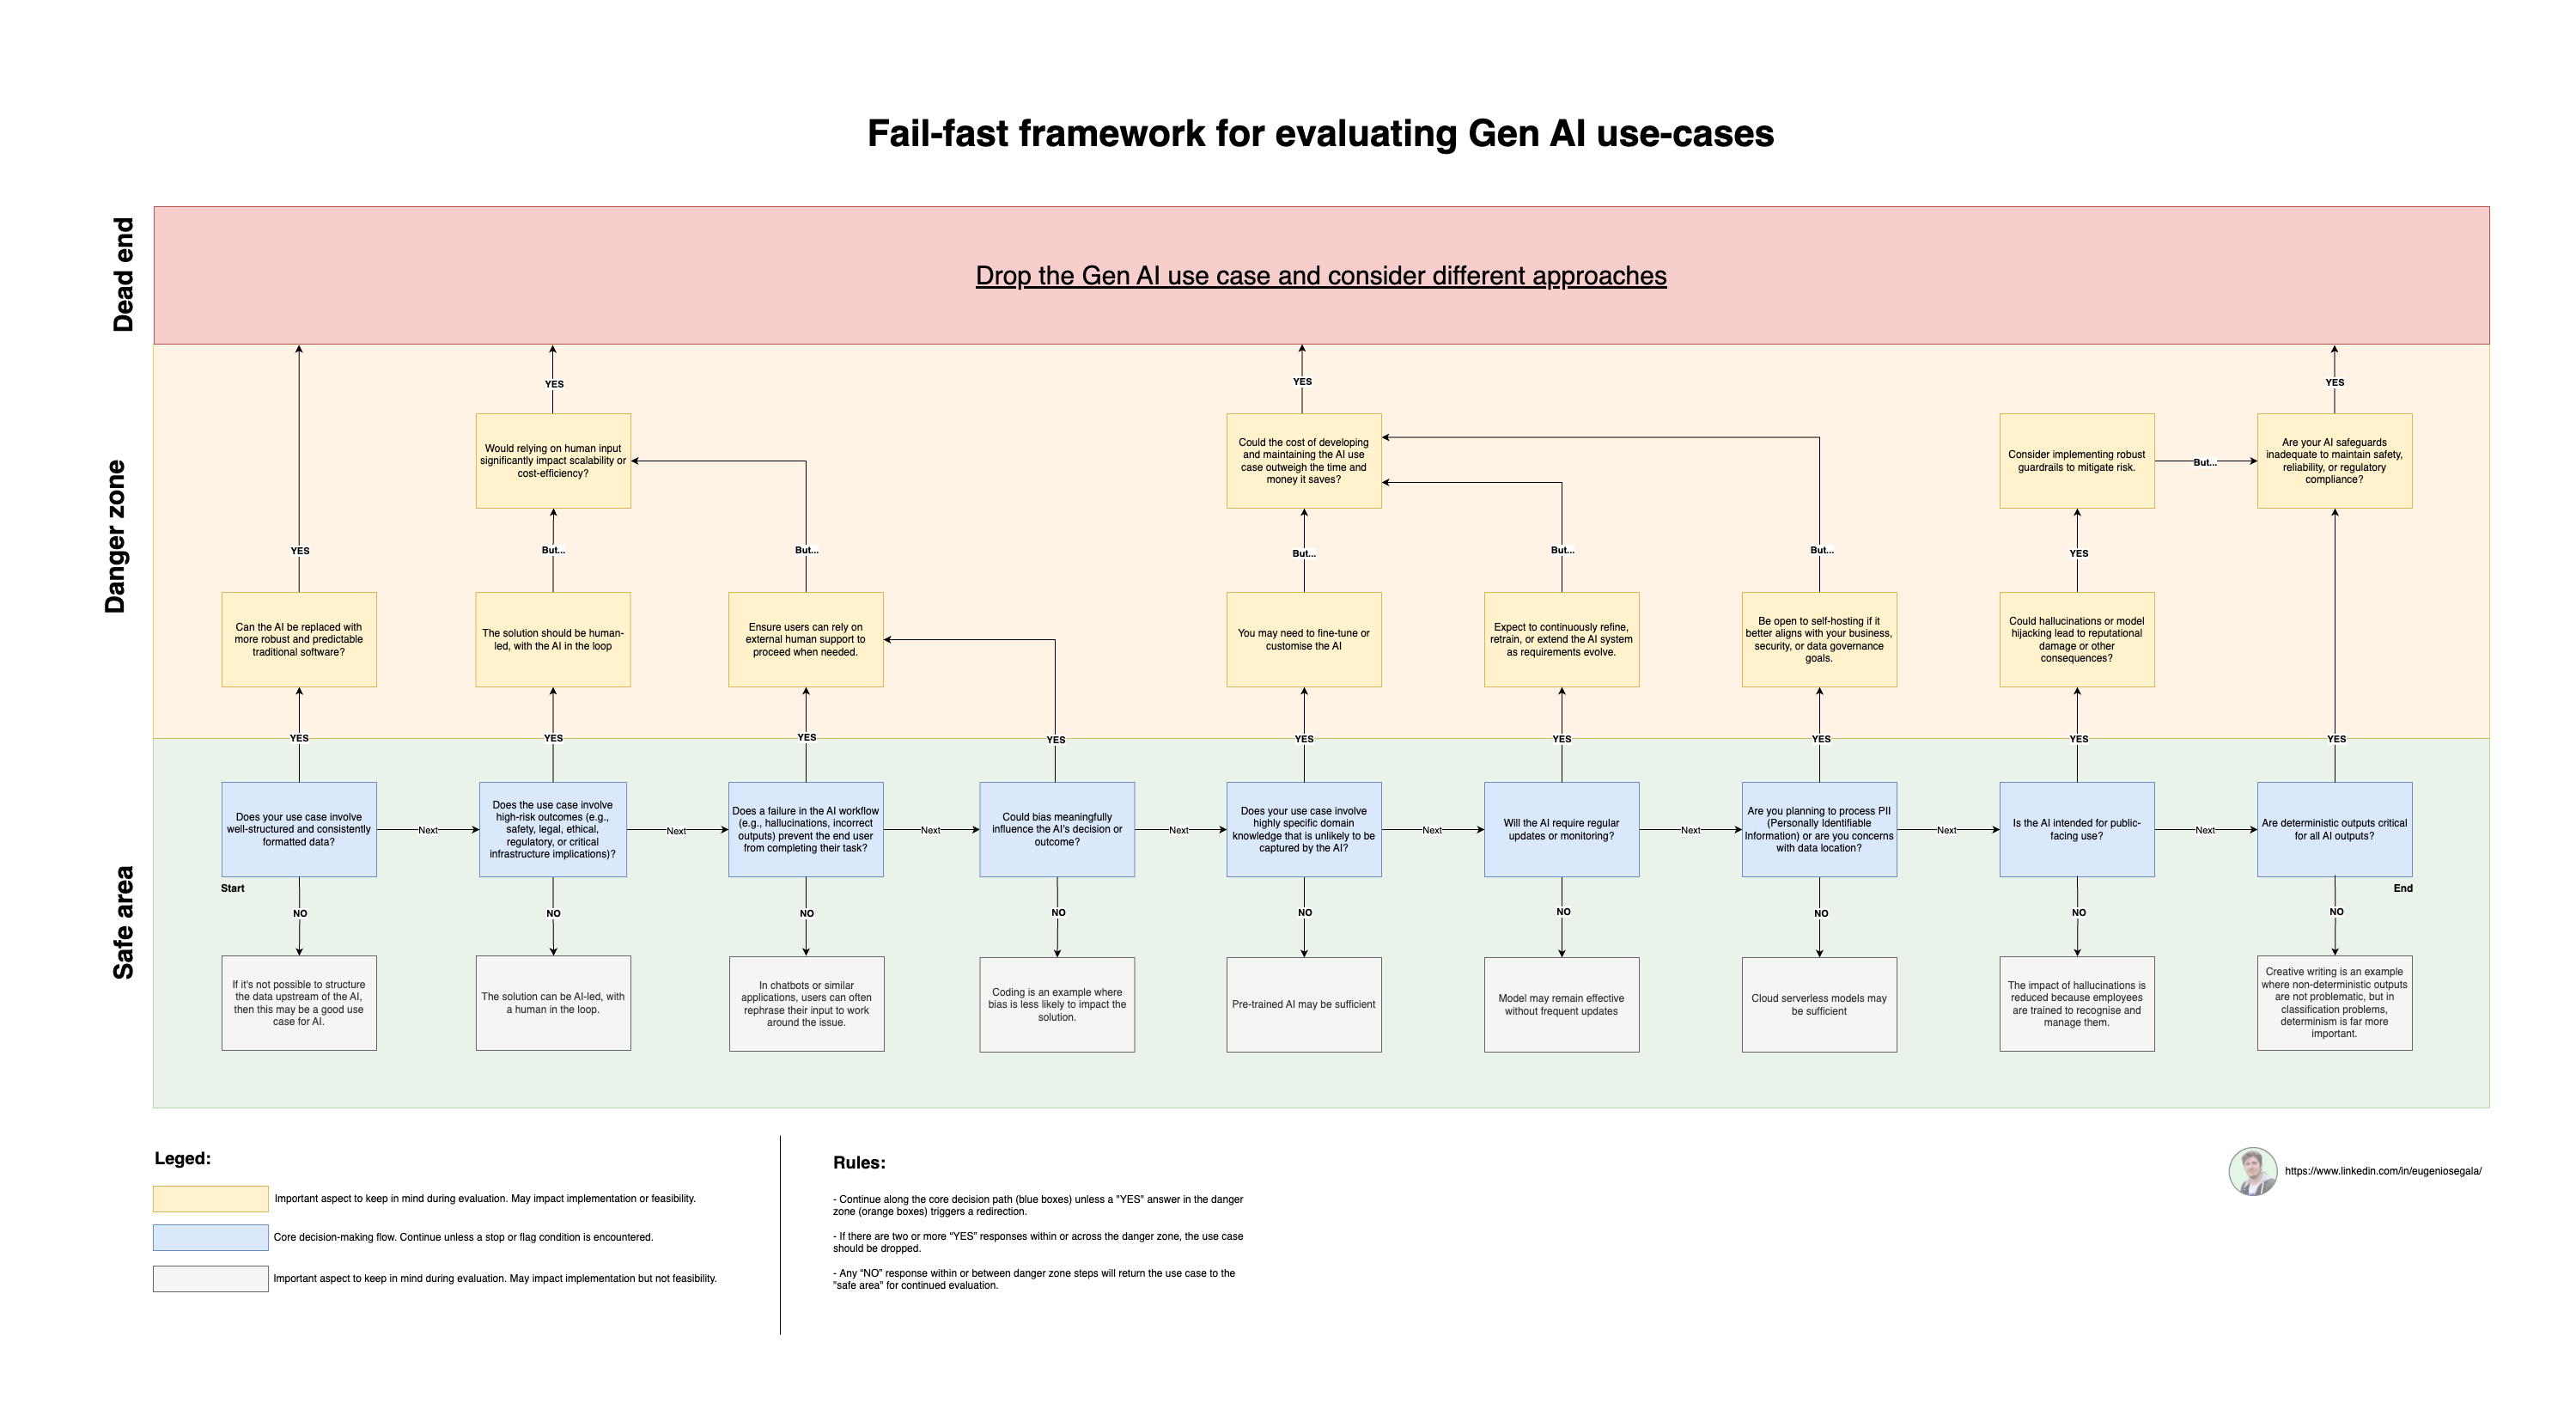 Fail-fast framework for evaluating Gen AI use-cases
Dead end
Drop the Gen AI use case and consider different approaches
Danger zone
YES
YES
YES
YES
Would relying on human input
significantly impact scalability or
cost-efficiency?
Could the cost of developing
and maintaining the AI use
case outweigh the time and
money it saves?
Consider implementing robust
guardrails to mitigate risk.
But...
Are your AI safeguards
inadequate to maintain safety,
reliability, or regulatory
compliance?
But...
But...
But...
But...
But...
YES
Can the AI be replaced with
more robust and predictable
traditional software?
The solution should be human-
led, with the AI in the loop
Ensure users can rely on
external human support to
proceed when needed.
You may need to fine-tune or
customise the AI
Expect to continuously refine,
retrain, or extend the AI system
as requirements evolve.
Be open to self-hosting if it
better aligns with your business,
security, or data governance
goals.
Could hallucinations or model
hijacking lead to reputational
damage or other
consequences?
YES
YES
YES
YES
YES
YES
YES
YES
YES
Safe area
Does your use case involve
well-structured and consistently
formatted data?
Next
Does the use case involve
high-risk outcomes (e.g.,
safety, legal, ethical,
regulatory, or critical
infrastructure implications)?
Next
Does a failure in the AI workflow
(e.g., hallucinations, incorrect
outputs) prevent the end user
from completing their task?
Next
Could bias meaningfully
influence the AI's decision or
outcome?
Next
Does your use case involve
highly specific domain
knowledge that is unlikely to be
captured by the AI?
Next
Will the AI require regular
updates or monitoring?
Next
Are you planning to process PII
(Personally Identifiable
Information) or are you concerns
with data location?
Next
Is the AI intended for public-
facing use?
Next
Are deterministic outputs critical
for all AI outputs?
Start
End
NO
NO
NO
NO
NO
NO
NO
NO
NO
If it's not possible to structure
the data upstream of the AI,
then this may be a good use
case for AI.
The solution can be AI-led, with
a human in the loop.
In chatbots or similar
applications, users can often
rephrase their input to work
around the issue.
Coding is an example where
bias is less likely to impact the
solution.
Pre-trained AI may be sufficient
Model may remain effective
without frequent updates
Cloud serverless models may
be sufficient
The impact of hallucinations is
reduced because employees
are trained to recognise and
manage them.
Creative writing is an example
where non-deterministic outputs
are not problematic, but in
classification problems,
determinism is far more
important.
Leged:
Important aspect to keep in mind during evaluation. May impact implementation or feasibility.
Core decision-making flow. Continue unless a stop or flag condition is encountered.
Important aspect to keep in mind during evaluation. May impact implementation but not feasibility.
Rules:
- Continue along the core decision path (blue boxes) unless a "YES" answer in the danger
zone (orange boxes) triggers a redirection.
- If there are two or more “YES” responses within or across the danger zone, the use case
should be dropped.
- Any “NO” response within or between danger zone steps will return the use case to the
"safe area" for continued evaluation.
https://www.linkedin.com/in/eugeniosegala/